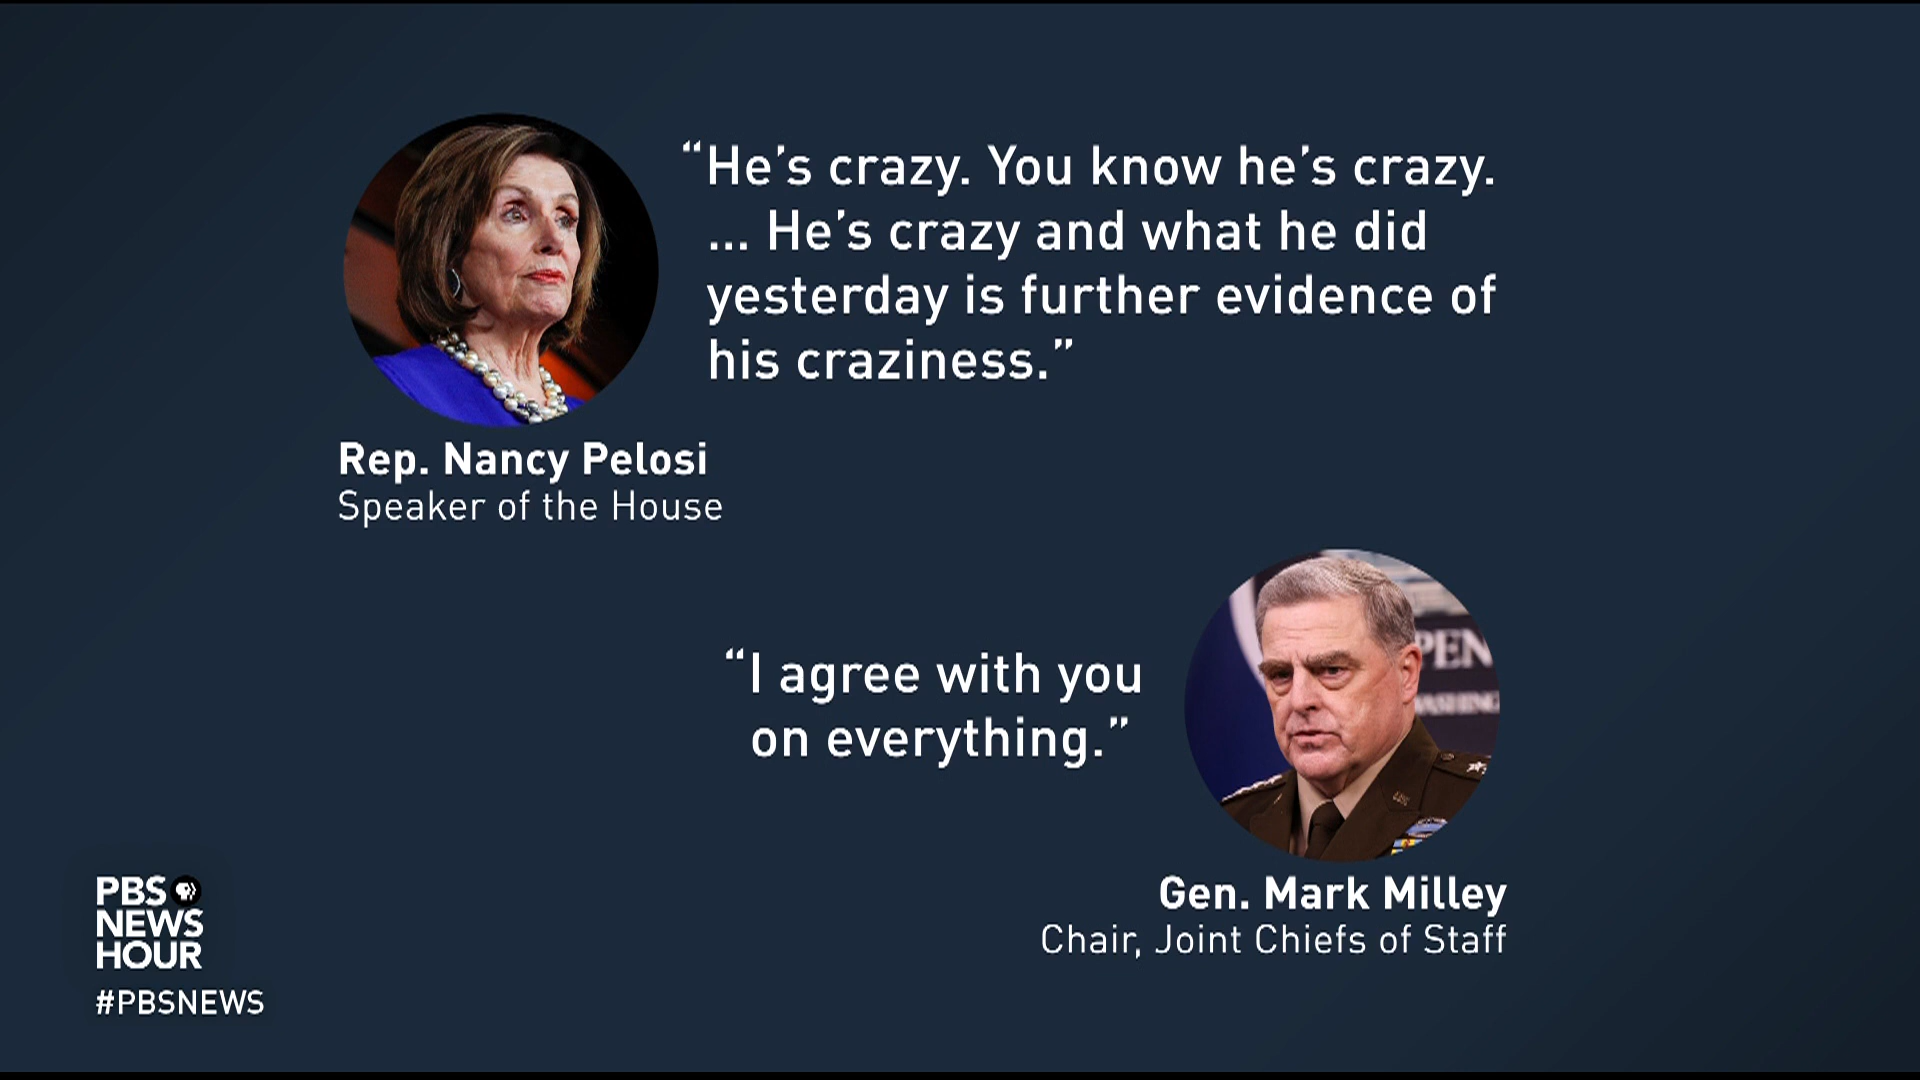 “He’s crazy. You know he’s crazy.
... He’s crazy and what he did
yesterday is further evidence of
his craziness.”
Rep. Nancy Pelosi
Speaker of the House
“I agree with you
on everything.”
PEN
WASHING
Gen. Mark Milley
Chair, Joint Chiefs of Staff
PBS
NEWS
HOUR
#PBSNEWS